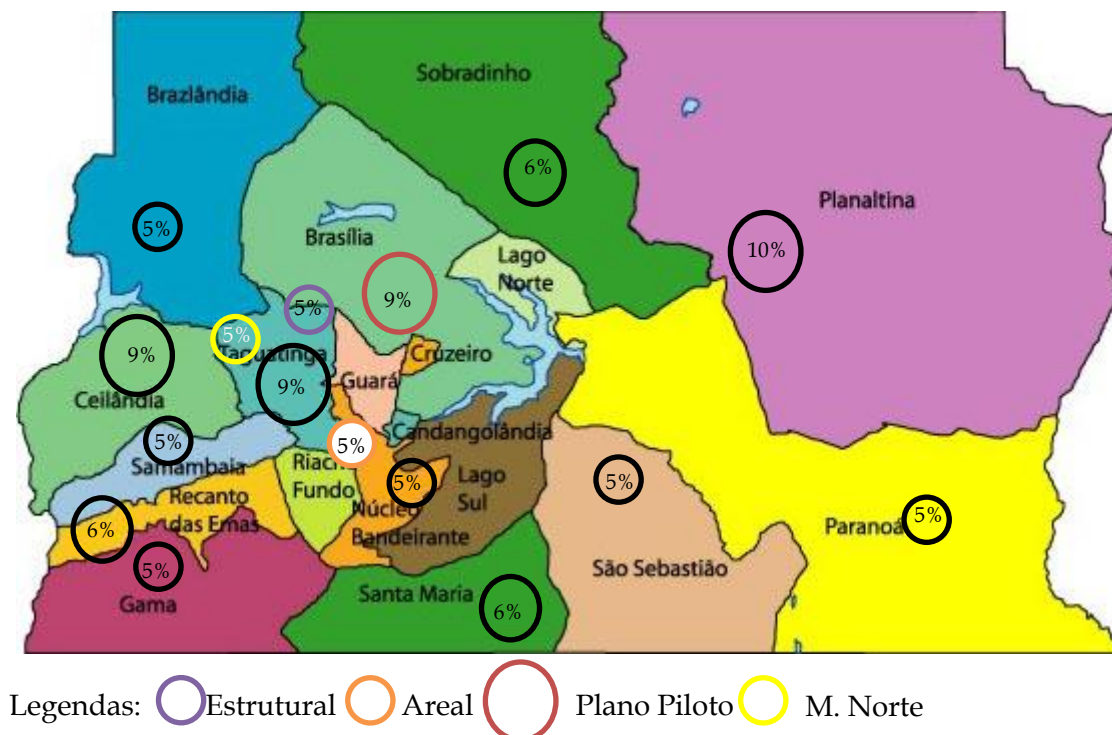 Sobradinho
Brazlândia
6%
Planaltina
5%
Brasília
10%
Lago
Norte
9%
5%
5%
Taguatinga
9%
Cruzeiro
Guará
9%
Ceilândia
Candangolândia
5%
5%
Samambaia
Riacho
Fundo
Lago
Sul
5%
5%
Recanto
das Emas
Núcleo
Bandeirante
6%
5%
Paranoá
5%
São Sebastião
Santa Maria
Gama
6%
Legendas: Estrutural Areal Plano Piloto M. Norte